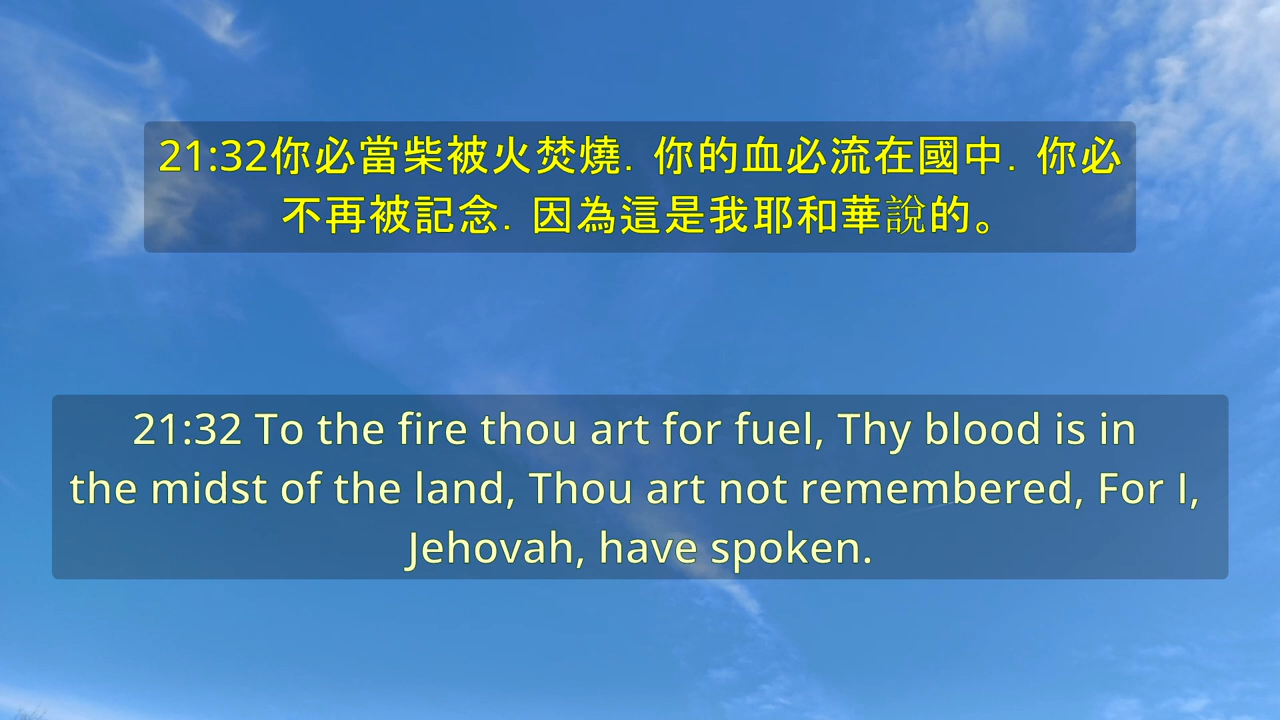 21:32你必當柴被火焚燒．你的血必流在國中．你必
不再被記念．因為這是我耶和華說的。
21:32 To the fire thou art for fuel, Thy blood is in
the midst of the land, Thou art not remembered, For I,
Jehovah, have spoken.